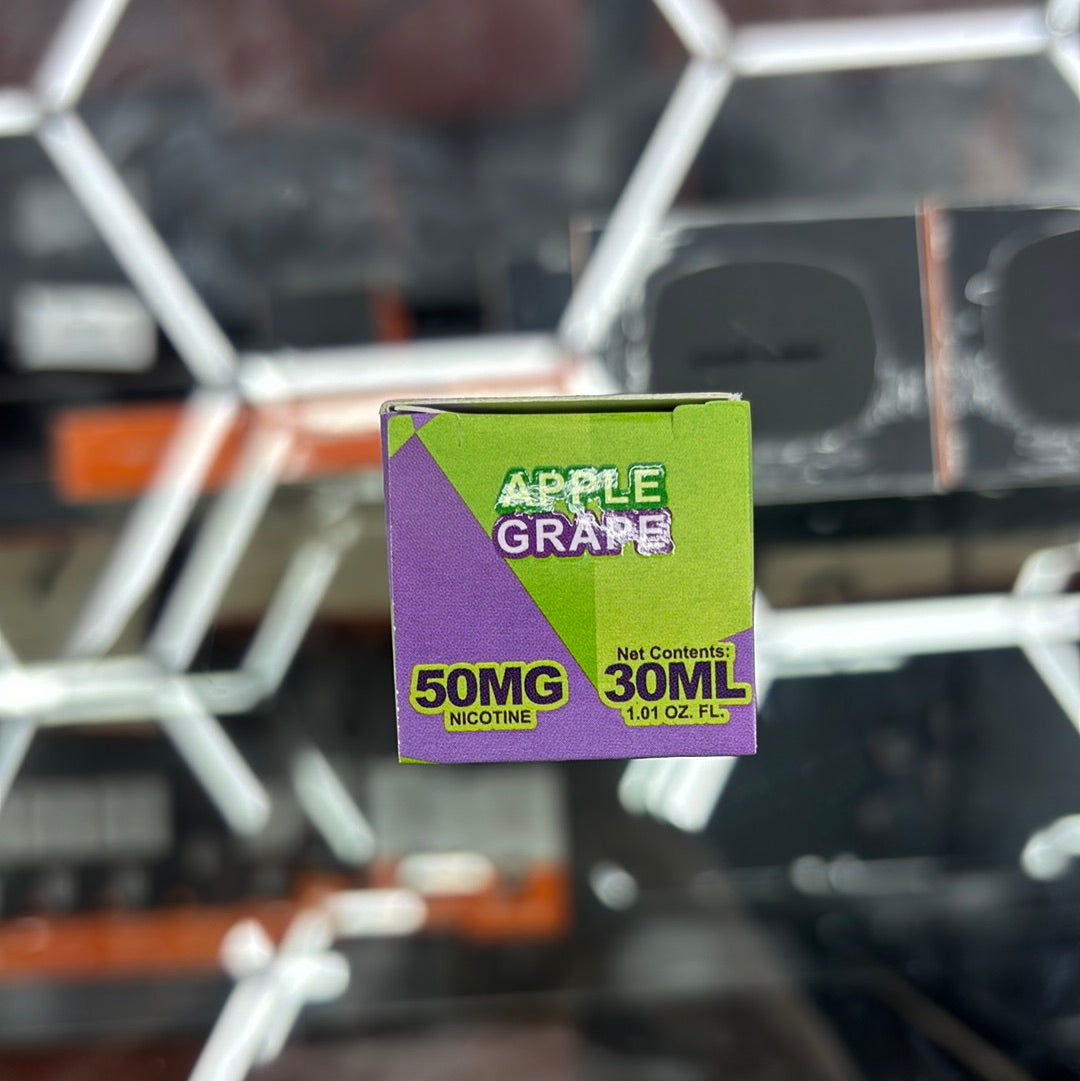 APPLE
GRAPE
50MG
NICOTINE
Net Contents:
30ML
1.01 OZ. FL.